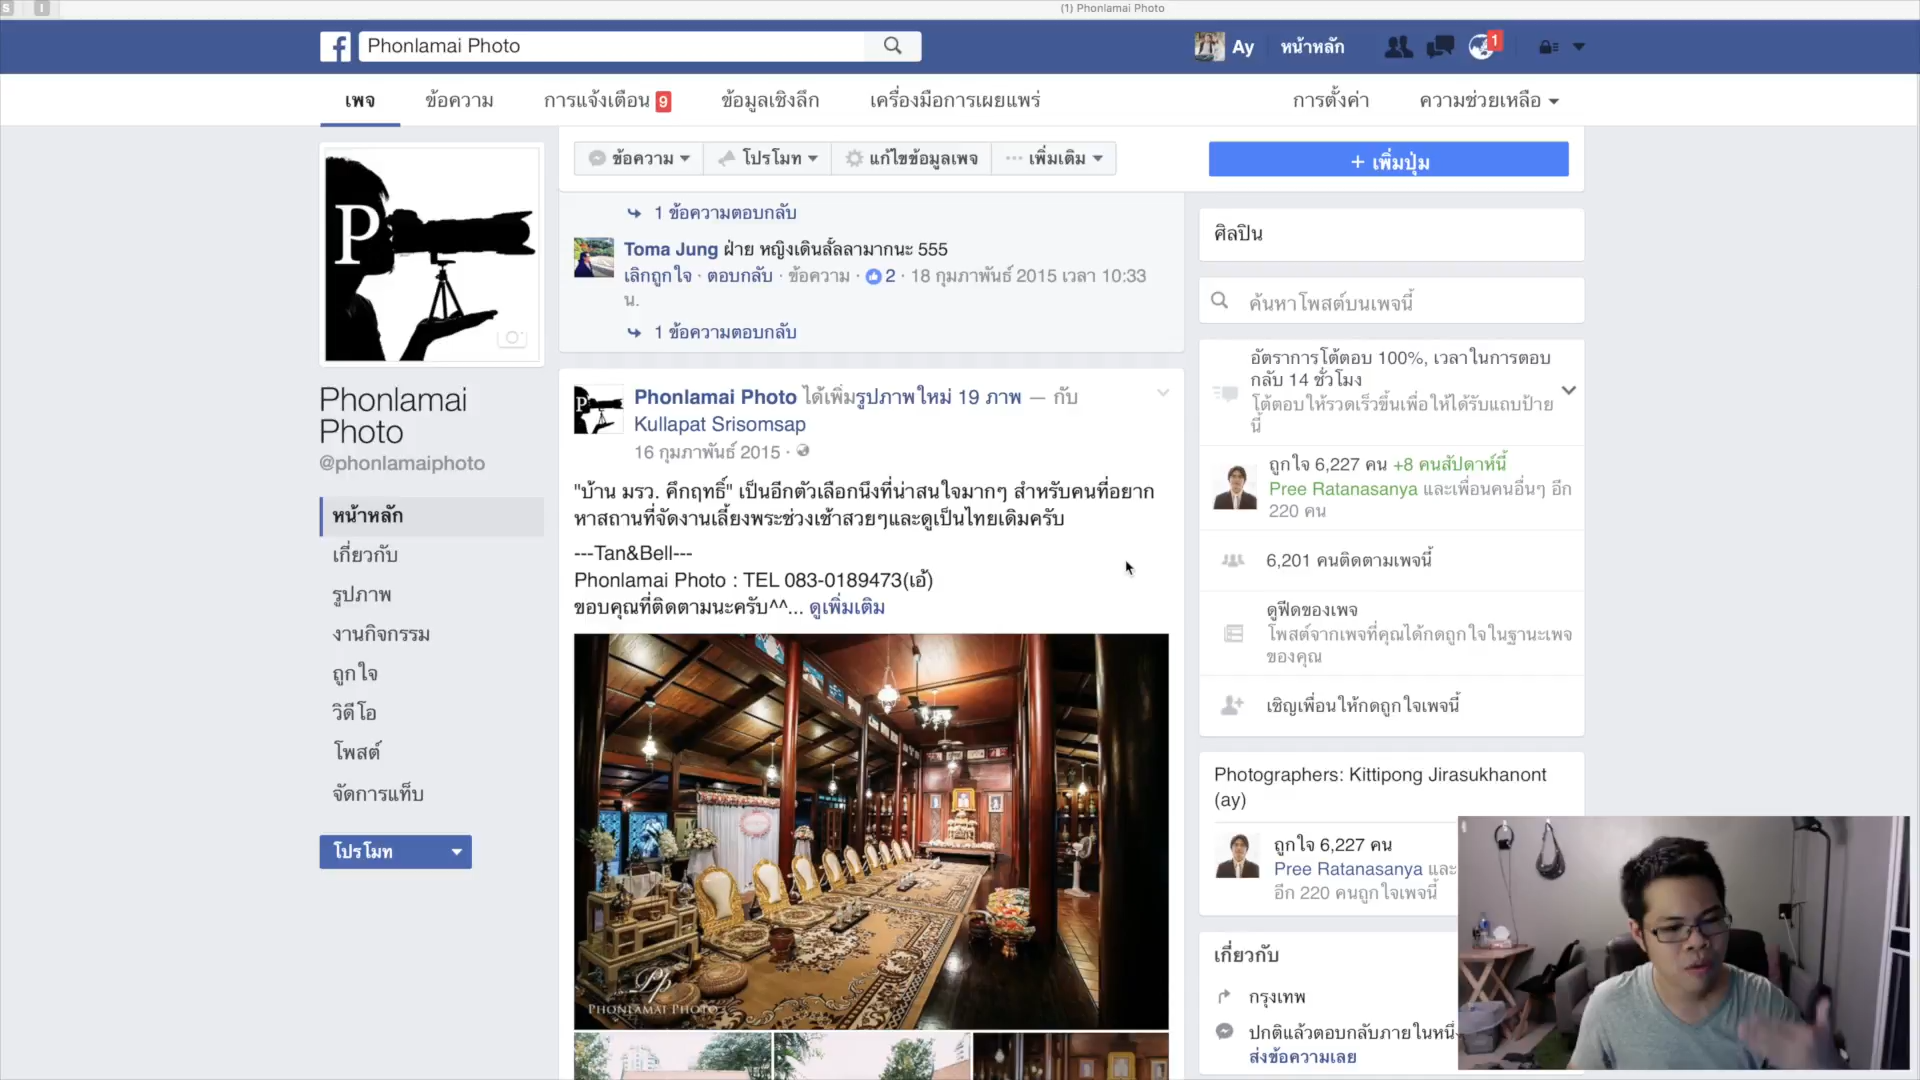 S
I
(1) Phonlamai Photo
Phonlamai Photo
Ay
หน้าหลัก
1
เพจ
ข้อความ
การแจ้งเตือน 9
ข้อมูลเชิงลึก
เครื่องมือการเผยแพร่
การตั้งค่า
ความช่วยเหลือ
P
Phonlamai
Photo
@phonlamaiphoto
หน้าหลัก
เกี่ยวกับ
รูปภาพ
งานกิจกรรม
ถูกใจ
วิดีโอ
โพสต์
จัดการแท็บ
โปรโมท
ข้อความ
โปรโมท
แก้ไขข้อมูลเพจ
เพิ่มเติม
+ เพิ่มปุ่ม
1 ข้อความตอบกลับ
Toma Jung ฝ่าย หญิงเดินลั้ลลามากนะ 555
เลิกถูกใจ · ตอบกลับ · ข้อความ · 2 · 18 กุมภาพันธ์ 2015 เวลา 10:33
น.
1 ข้อความตอบกลับ
Phonlamai Photo ได้เพิ่มรูปภาพใหม่ 19 ภาพ — กับ
Kullapat Srisomsap
16 กุมภาพันธ์ 2015 ·
"บ้าน มรว. คึกฤทธิ์" เป็นอีกตัวเลือกนึงที่น่าสนใจมากๆ สำหรับคนที่อยาก
หาสถานที่จัดงานเลี้ยงพระช่วงเช้าสวยๆและดูเป็นไทยเดิมครับ
---Tan&Bell---
Phonlamai Photo : TEL 083-0189473(เอ้)
ขอบคุณที่ติดตามนะครับ^^... ดูเพิ่มเติม
Pp
PHONLAMAI PHOTO
ศิลปิน
ค้นหาโพสต์บนเพจนี้
อัตราการโต้ตอบ 100%, เวลาในการตอบ
กลับ 14 ชั่วโมง
โต้ตอบให้รวดเร็วขึ้นเพื่อให้ได้รับแถบป้าย
นี้
ถูกใจ 6,227 คน +8 คนสัปดาห์นี้
Pree Ratanasanya และเพื่อนคนอื่นๆ อีก
220 คน
6,201 คนติดตามเพจนี้
ดูฟีดของเพจ
โพสต์จากเพจที่คุณได้กดถูกใจในฐานะเพจ
ของคุณ
เชิญเพื่อนให้กดถูกใจเพจนี้
Photographers: Kittipong Jirasukhanont
(ay)
ถูกใจ 6,227 คน
Pree Ratanasanya และ
อีก 220 คนถูกใจเพจนี้
เกี่ยวกับ
กรุงเทพ
ปกติแล้วตอบกลับภายในหนึ่ง
ส่งข้อความเลย